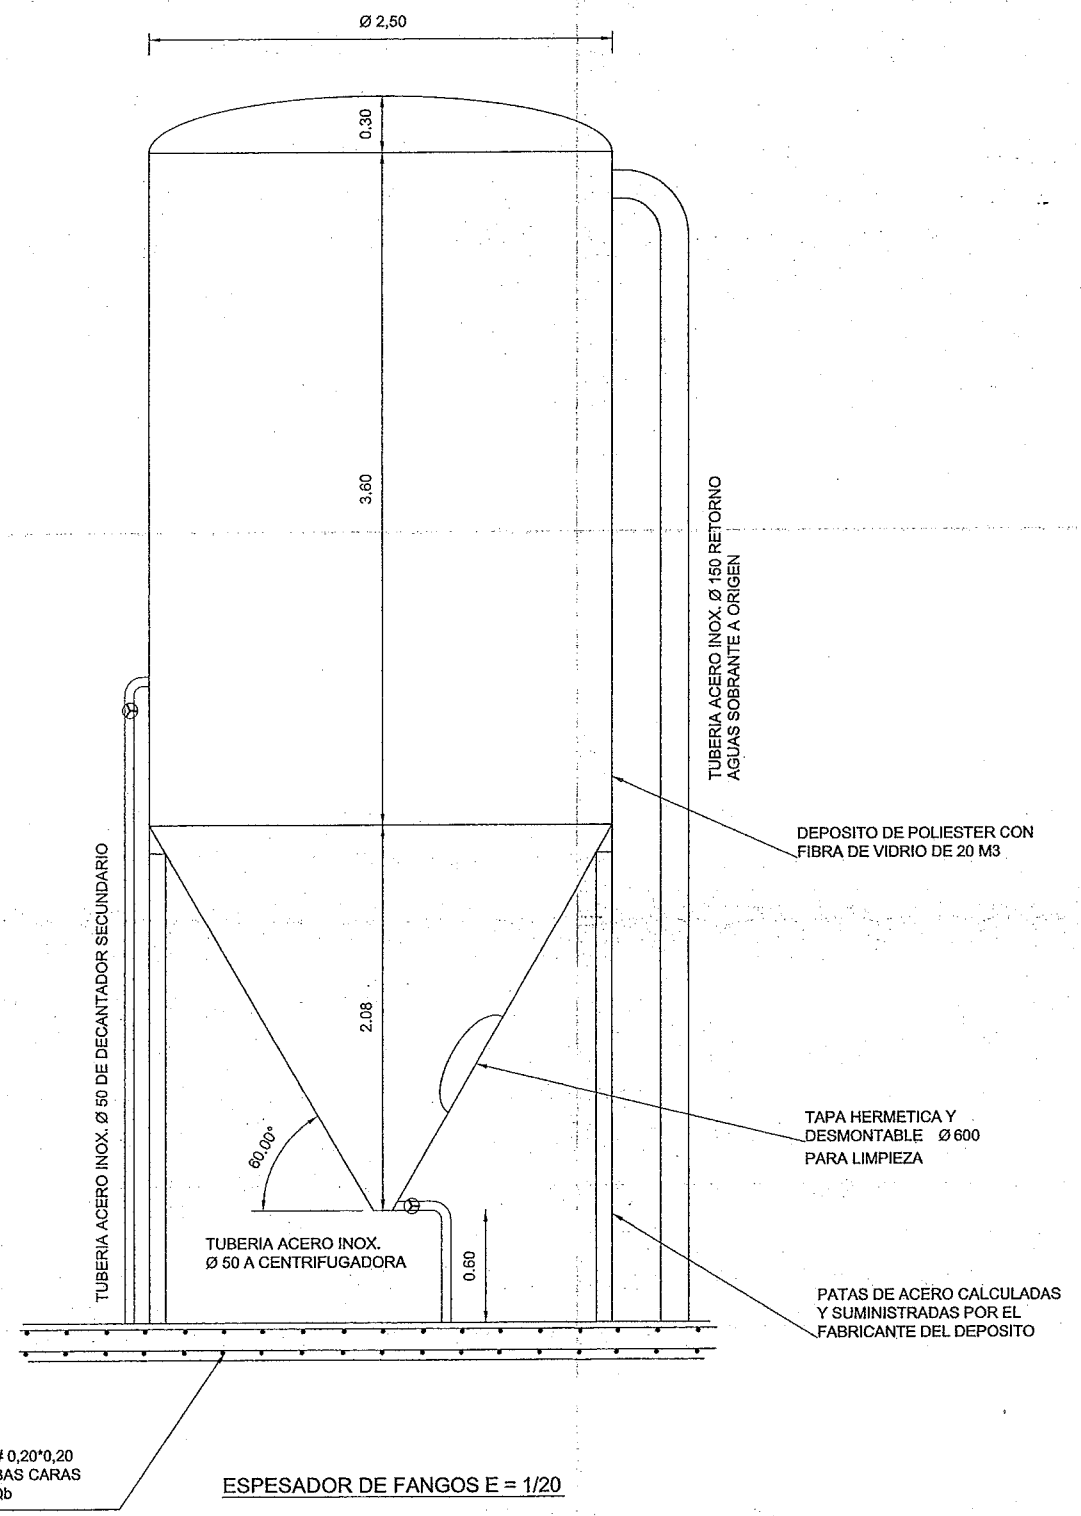 Ø 2,50
0.30
3.60
TUBERIA ACERO INOX. Ø 150 RETORNO
AGUAS SOBRANTE A ORIGEN
DEPOSITO DE POLIESTER CON
FIBRA DE VIDRIO DE 20 M3
TUBERIA ACERO INOX. Ø 50 DE DECANTADOR SECUNDARIO
2.08
60.00°
TAPA HERMETICA Y
DESMONTABLE Ø 600
PARA LIMPIEZA
TUBERIA ACERO INOX.
Ø 50 A CENTRIFUGADORA
0.60
PATAS DE ACERO CALCULADAS
Y SUMINISTRADAS POR EL
FABRICANTE DEL DEPOSITO
# 0,20*0,20
CARAS
ESPESADOR DE FANGOS E = 1/20